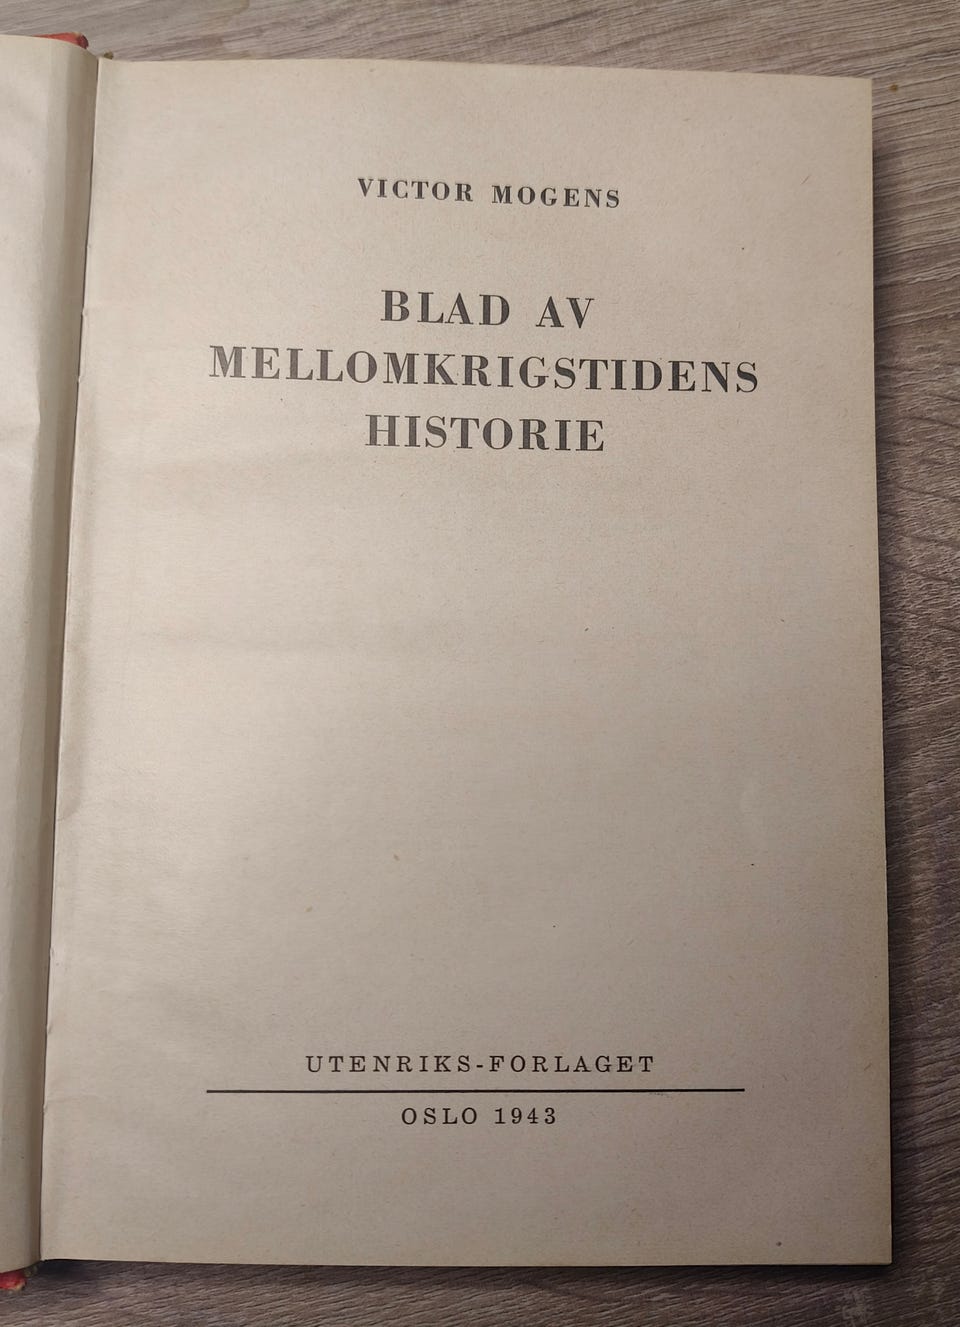 VICTOR MOGENS
BLAD AV
MELLOMKRIGSTIDENS
HISTORIE
UTENRIKS-FORLAGET
OSLO 1943